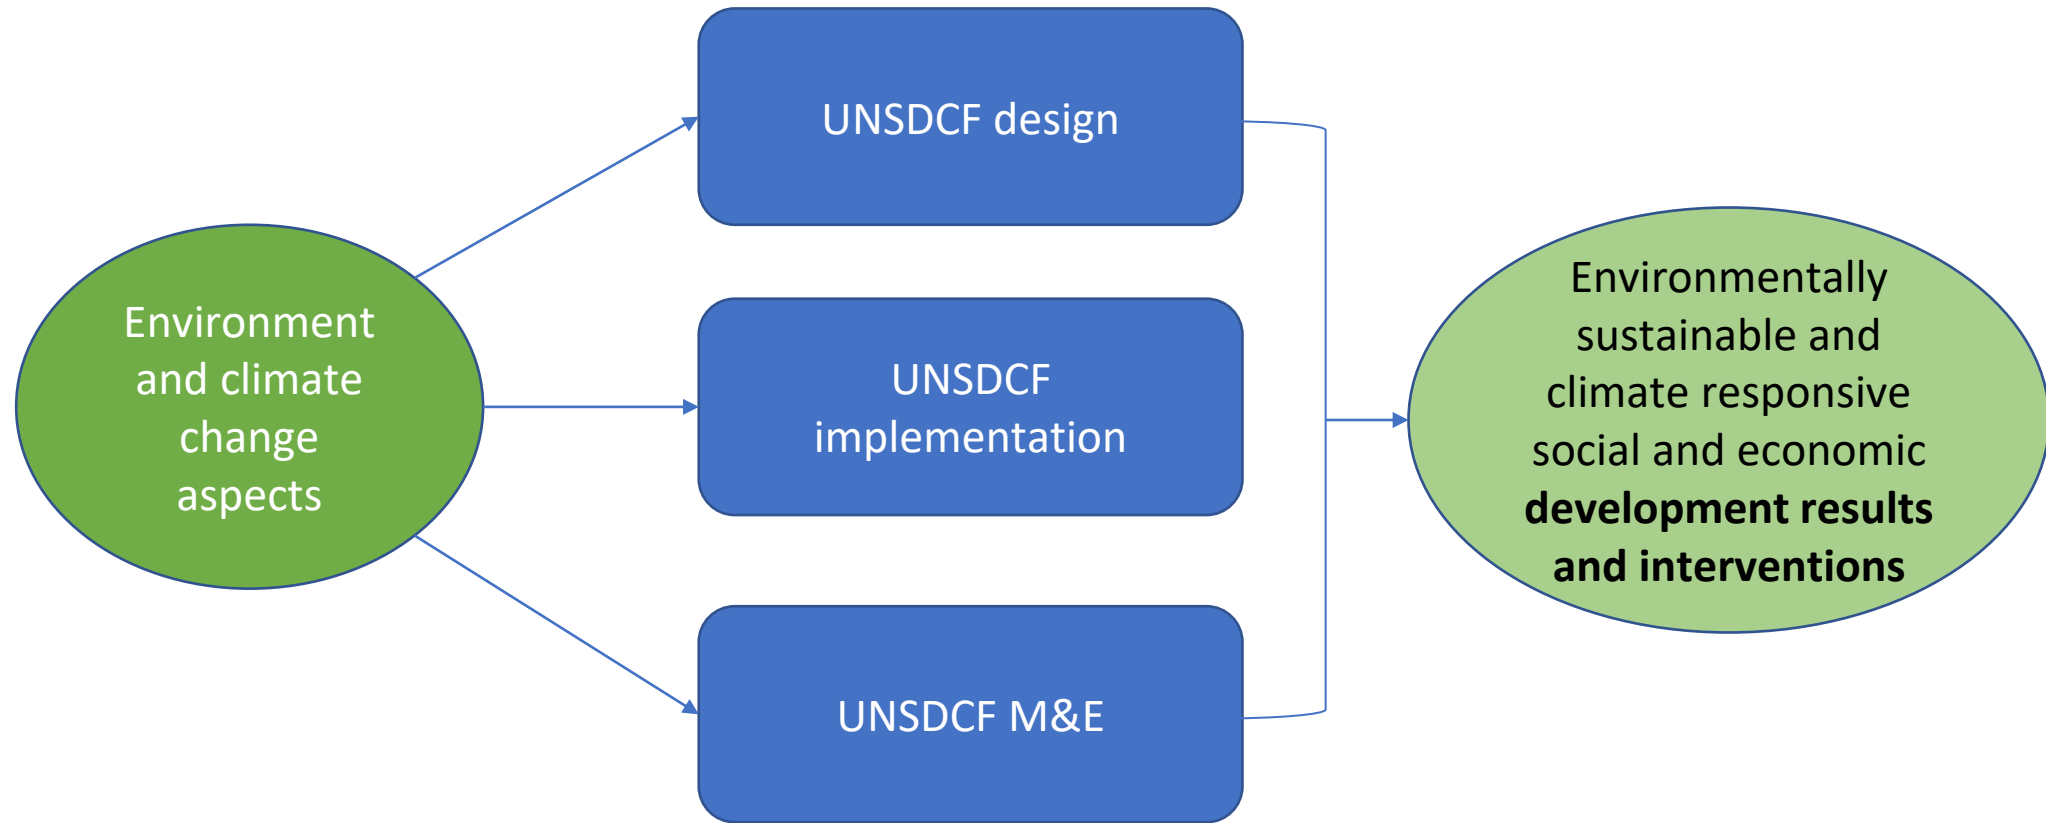 Environment
and climate
change
aspects
UNSDCF design
UNSDCF
implementation
UNSDCF M&E
Environmentally
sustainable and
climate responsive
social and economic
development results
and interventions